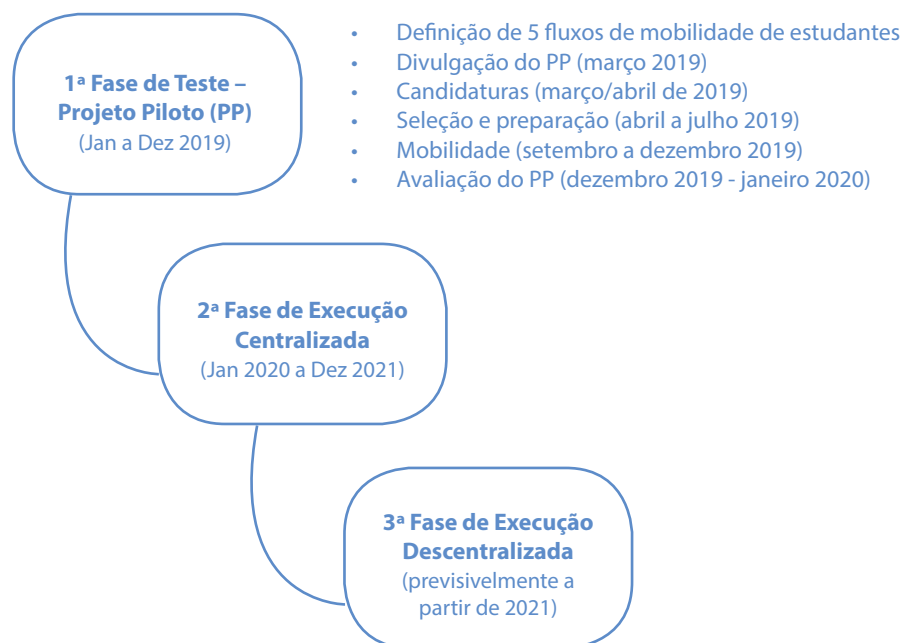 1ª Fase de Teste –
Projeto Piloto (PP)
(Jan a Dez 2019)
• Definição de 5 fluxos de mobilidade de estudantes
• Divulgação do PP (março 2019)
• Candidaturas (março/abril de 2019)
• Seleção e preparação (abril a julho 2019)
• Mobilidade (setembro a dezembro 2019)
• Avaliação do PP (dezembro 2019 - janeiro 2020)
2ª Fase de Execução
Centralizada
(Jan 2020 a Dez 2021)
3ª Fase de Execução
Descentralizada
(previsivelmente a
partir de 2021)